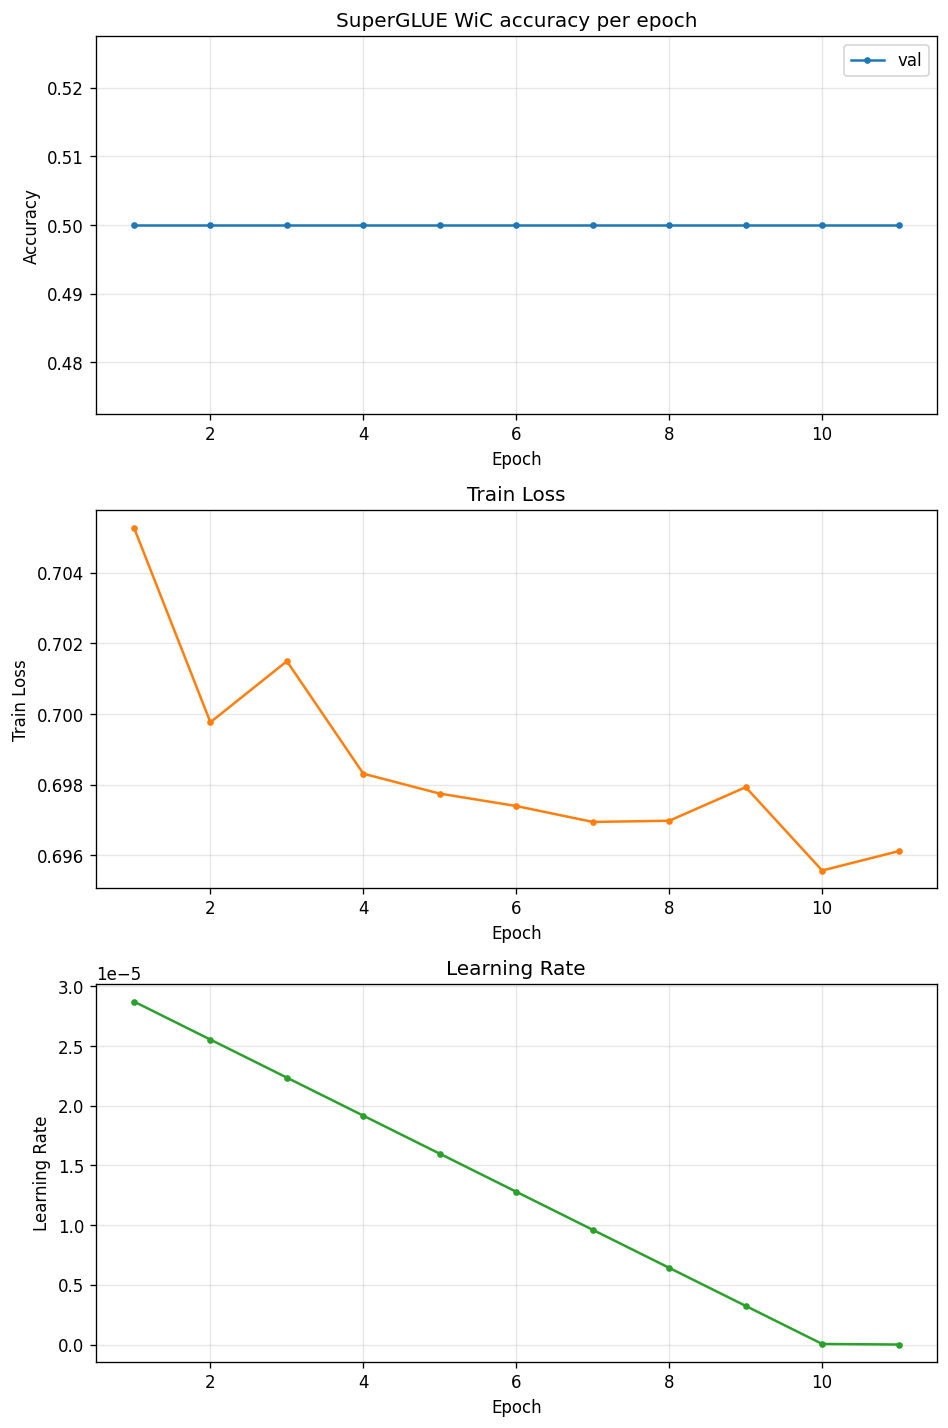 SuperGLUE WiC accuracy per epoch
val
0.52
0.51
0.50
0.49
0.48
Accuracy
2 4 6 8 10
Epoch
Train Loss
0.704
0.702
0.700
0.698
0.696
Train Loss
2 4 6 8 10
Epoch
Learning Rate
1e−5
3.0
2.5
2.0
1.5
1.0
0.5
0.0
Learning Rate
2 4 6 8 10
Epoch